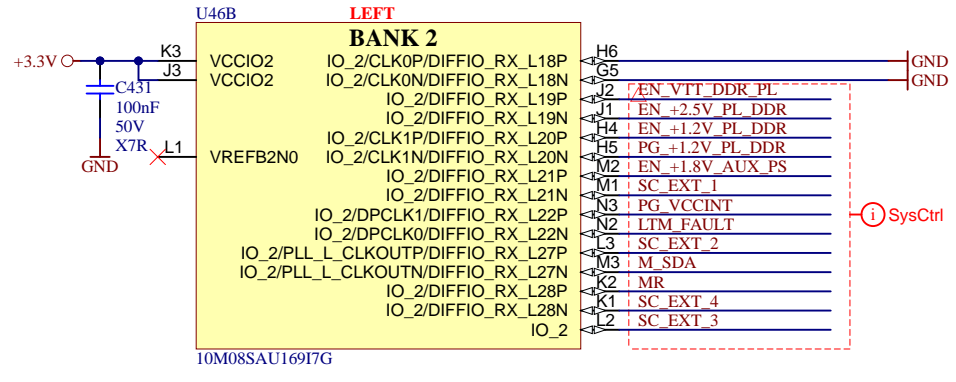 U46B LEFT
BANK 2
+3.3V K3 VCCIO2 IO_2/CLK0P/DIFFIO_RX_L18P H6 GND
J3 VCCIO2 IO_2/CLK0N/DIFFIO_RX_L18N G5 GND
C431 IO_2/DIFFIO_RX_L19P J2 EN_VTT_DDR_PL
100nF IO_2/DIFFIO_RX_L19N J1 EN_+2.5V_PL_DDR
50V IO_2/CLK1P/DIFFIO_RX_L20P H4 EN_+1.2V_PL_DDR
X7R L1 VREFB2N0 IO_2/CLK1N/DIFFIO_RX_L20N H5 PG_+1.2V_PL_DDR
GND IO_2/DIFFIO_RX_L21P M2 EN_+1.8V_AUX_PS
IO_2/DIFFIO_RX_L21N M1 SC_EXT_1
IO_2/DPCLK1/DIFFIO_RX_L22P N3 PG_VCCINT SysCtrl
IO_2/DPCLK0/DIFFIO_RX_L22N N2 LTM_FAULT
IO_2/PLL_L_CLKOUTP/DIFFIO_RX_L27P L3 SC_EXT_2
IO_2/PLL_L_CLKOUTN/DIFFIO_RX_L27N M3 M_SDA
IO_2/DIFFIO_RX_L28P K2 MR
IO_2/DIFFIO_RX_L28N K1 SC_EXT_4
IO_2 L2 SC_EXT_3
10M08SAU169I7G